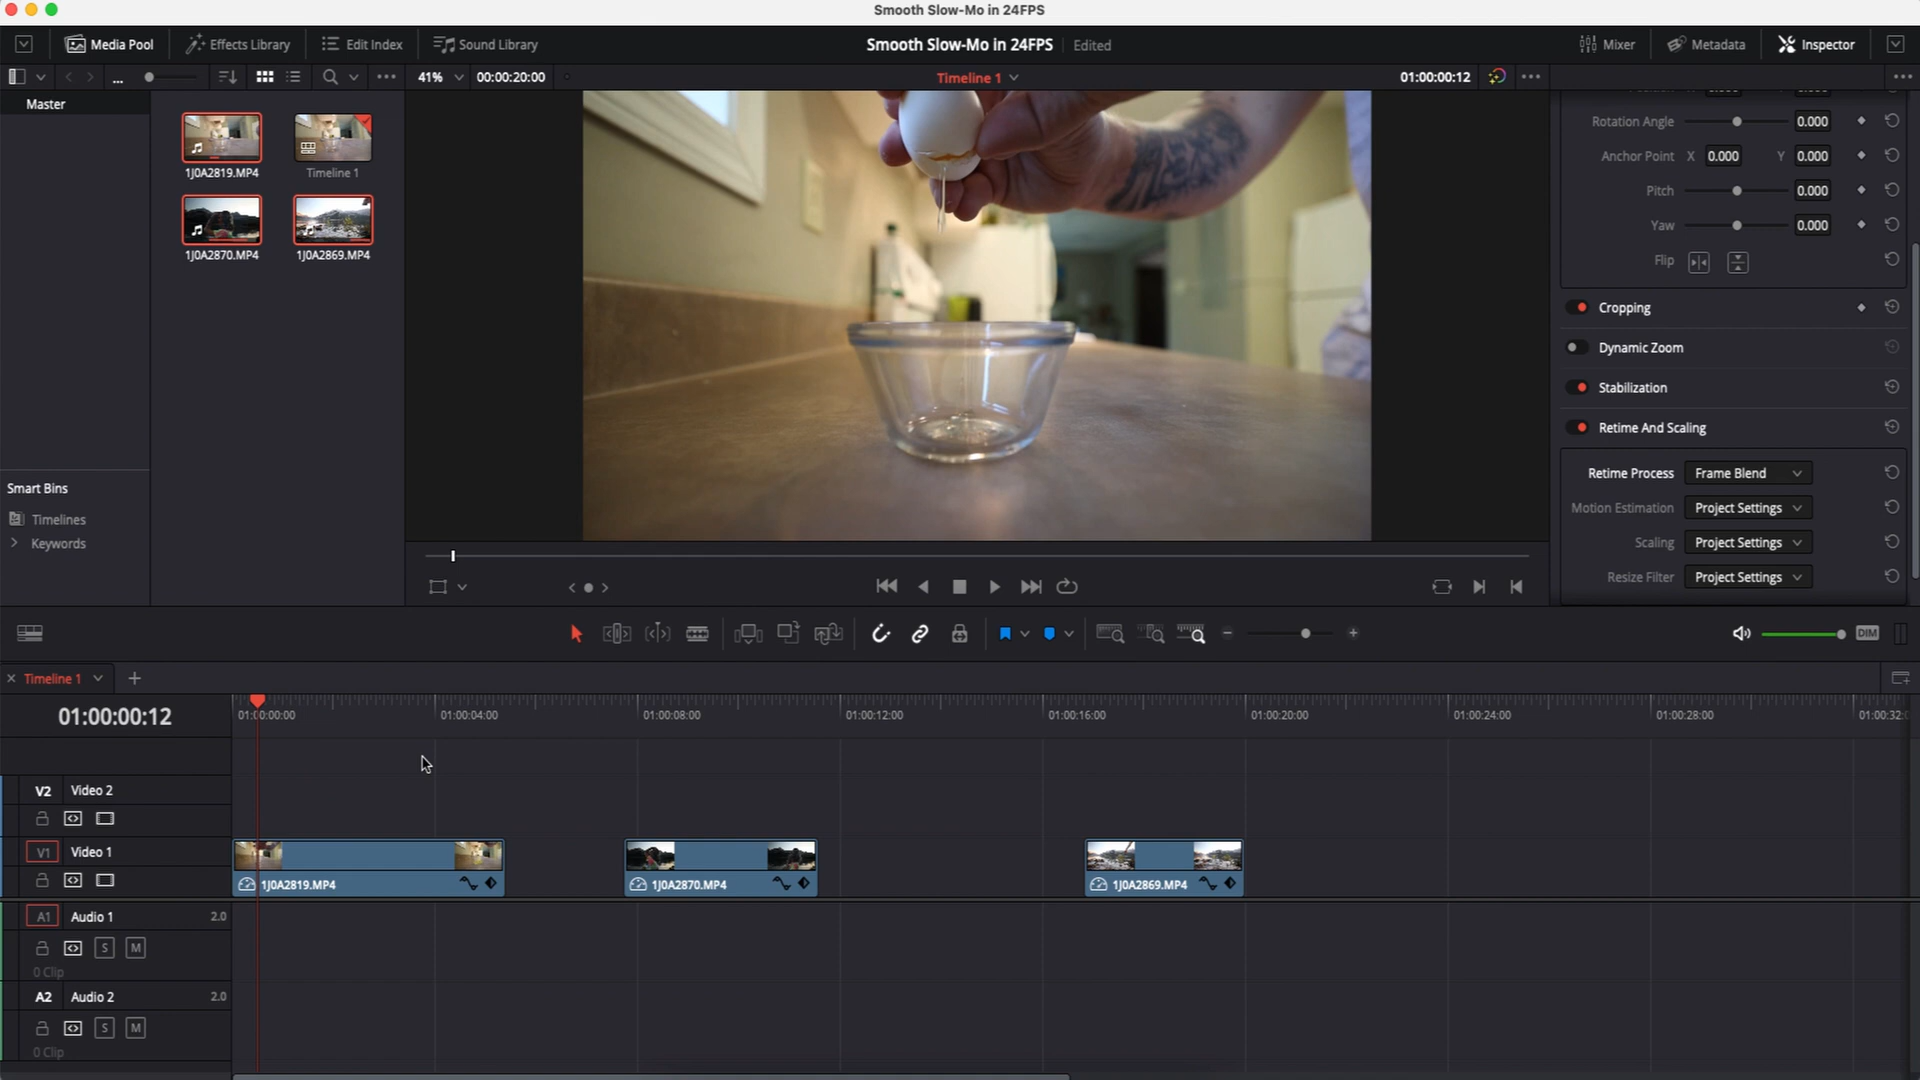 Smooth Slow-Mo in 24FPS
Media Pool
Effects Library
Edit Index
Sound Library
Smooth Slow-Mo in 24FPS
Edited
Mixer
Metadata
Inspector
...
41%
00:00:20:00
Timeline 1
01:00:00:12
Master
1J0A2819.MP4
Timeline 1
1J0A2870.MP4
1J0A2869.MP4
Smart Bins
Timelines
Keywords
Rotation Angle 0.000
Anchor Point X 0.000 Y 0.000
Pitch 0.000
Yaw 0.000
Flip
Cropping
Dynamic Zoom
Stabilization
Retime And Scaling
Retime Process Frame Blend
Motion Estimation Project Settings
Scaling Project Settings
Resize Filter Project Settings
DIM
Timeline 1
01:00:00:12
01:00:00:00 01:00:04:00 01:00:08:00 01:00:12:00 01:00:16:00 01:00:20:00 01:00:24:00 01:00:28:00 01:00:32:0
V2 Video 2
V1 Video 1
1J0A2819.MP4
1J0A2870.MP4
1J0A2869.MP4
A1 Audio 1 2.0
S M
0 Clip
A2 Audio 2 2.0
S M
0 Clip